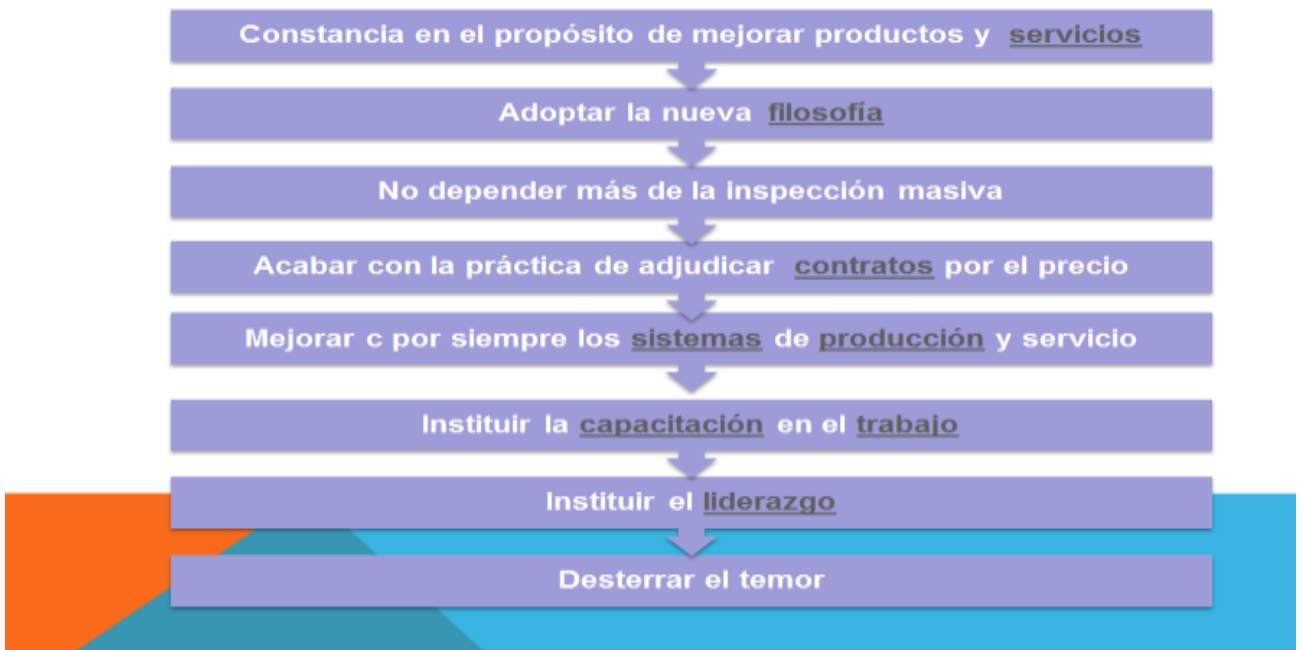 Constancia en el propósito de mejorar productos y servicios
Adoptar la nueva filosofía
No depender más de la inspección masiva
Acabar con la práctica de adjudicar contratos por el precio
Mejorar c por siempre los sistemas de producción y servicio
Instituir la capacitación en el trabajo
Instituir el liderazgo
Desterrar el temor